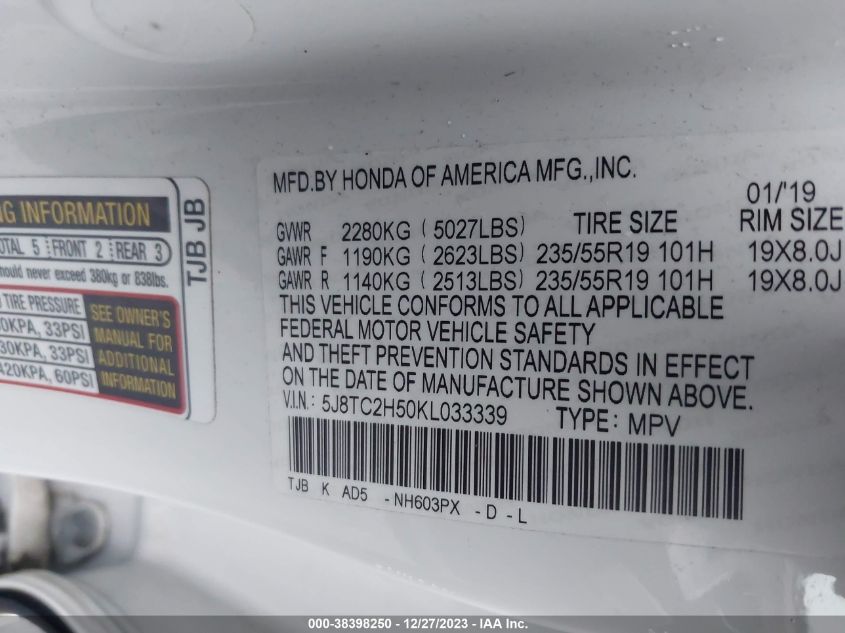 NG INFORMATION
TOTAL 5 FRONT 2 REAR 3
should never exceed 380kg or 838lbs.
TIRE PRESSURE
0KPA, 33PSI
30KPA, 33PSI
420KPA, 60PSI
SEE OWNER'S
MANUAL FOR
ADDITIONAL
INFORMATION
TJB JB
MFD.BY HONDA OF AMERICA MFG.,INC.
01/'19
GVWR 2280KG (5027LBS) TIRE SIZE RIM SIZE
GAWR F 1190KG (2623LBS) 235/55R19 101H 19X8.0J
GAWR R 1140KG (2513LBS) 235/55R19 101H 19X8.0J
THIS VEHICLE CONFORMS TO ALL APPLICABLE
FEDERAL MOTOR VEHICLE SAFETY
AND THEFT PREVENTION STANDARDS IN EFFECT
ON THE DATE OF MANUFACTURE SHOWN ABOVE.
V.I.N.: 5J8TC2H50KL033339 TYPE: MPV
TJB K AD5 -NH603PX -D -L
000-38398250 - 12/27/2023 - IAA Inc.